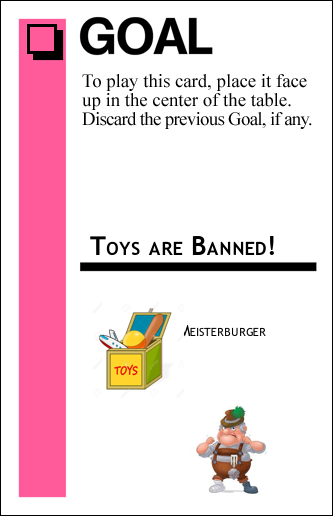 GOAL
To play this card, place it face
up in the center of the table.
Discard the previous Goal, if any.
Toys are Banned!
Meisterburger
TOYS